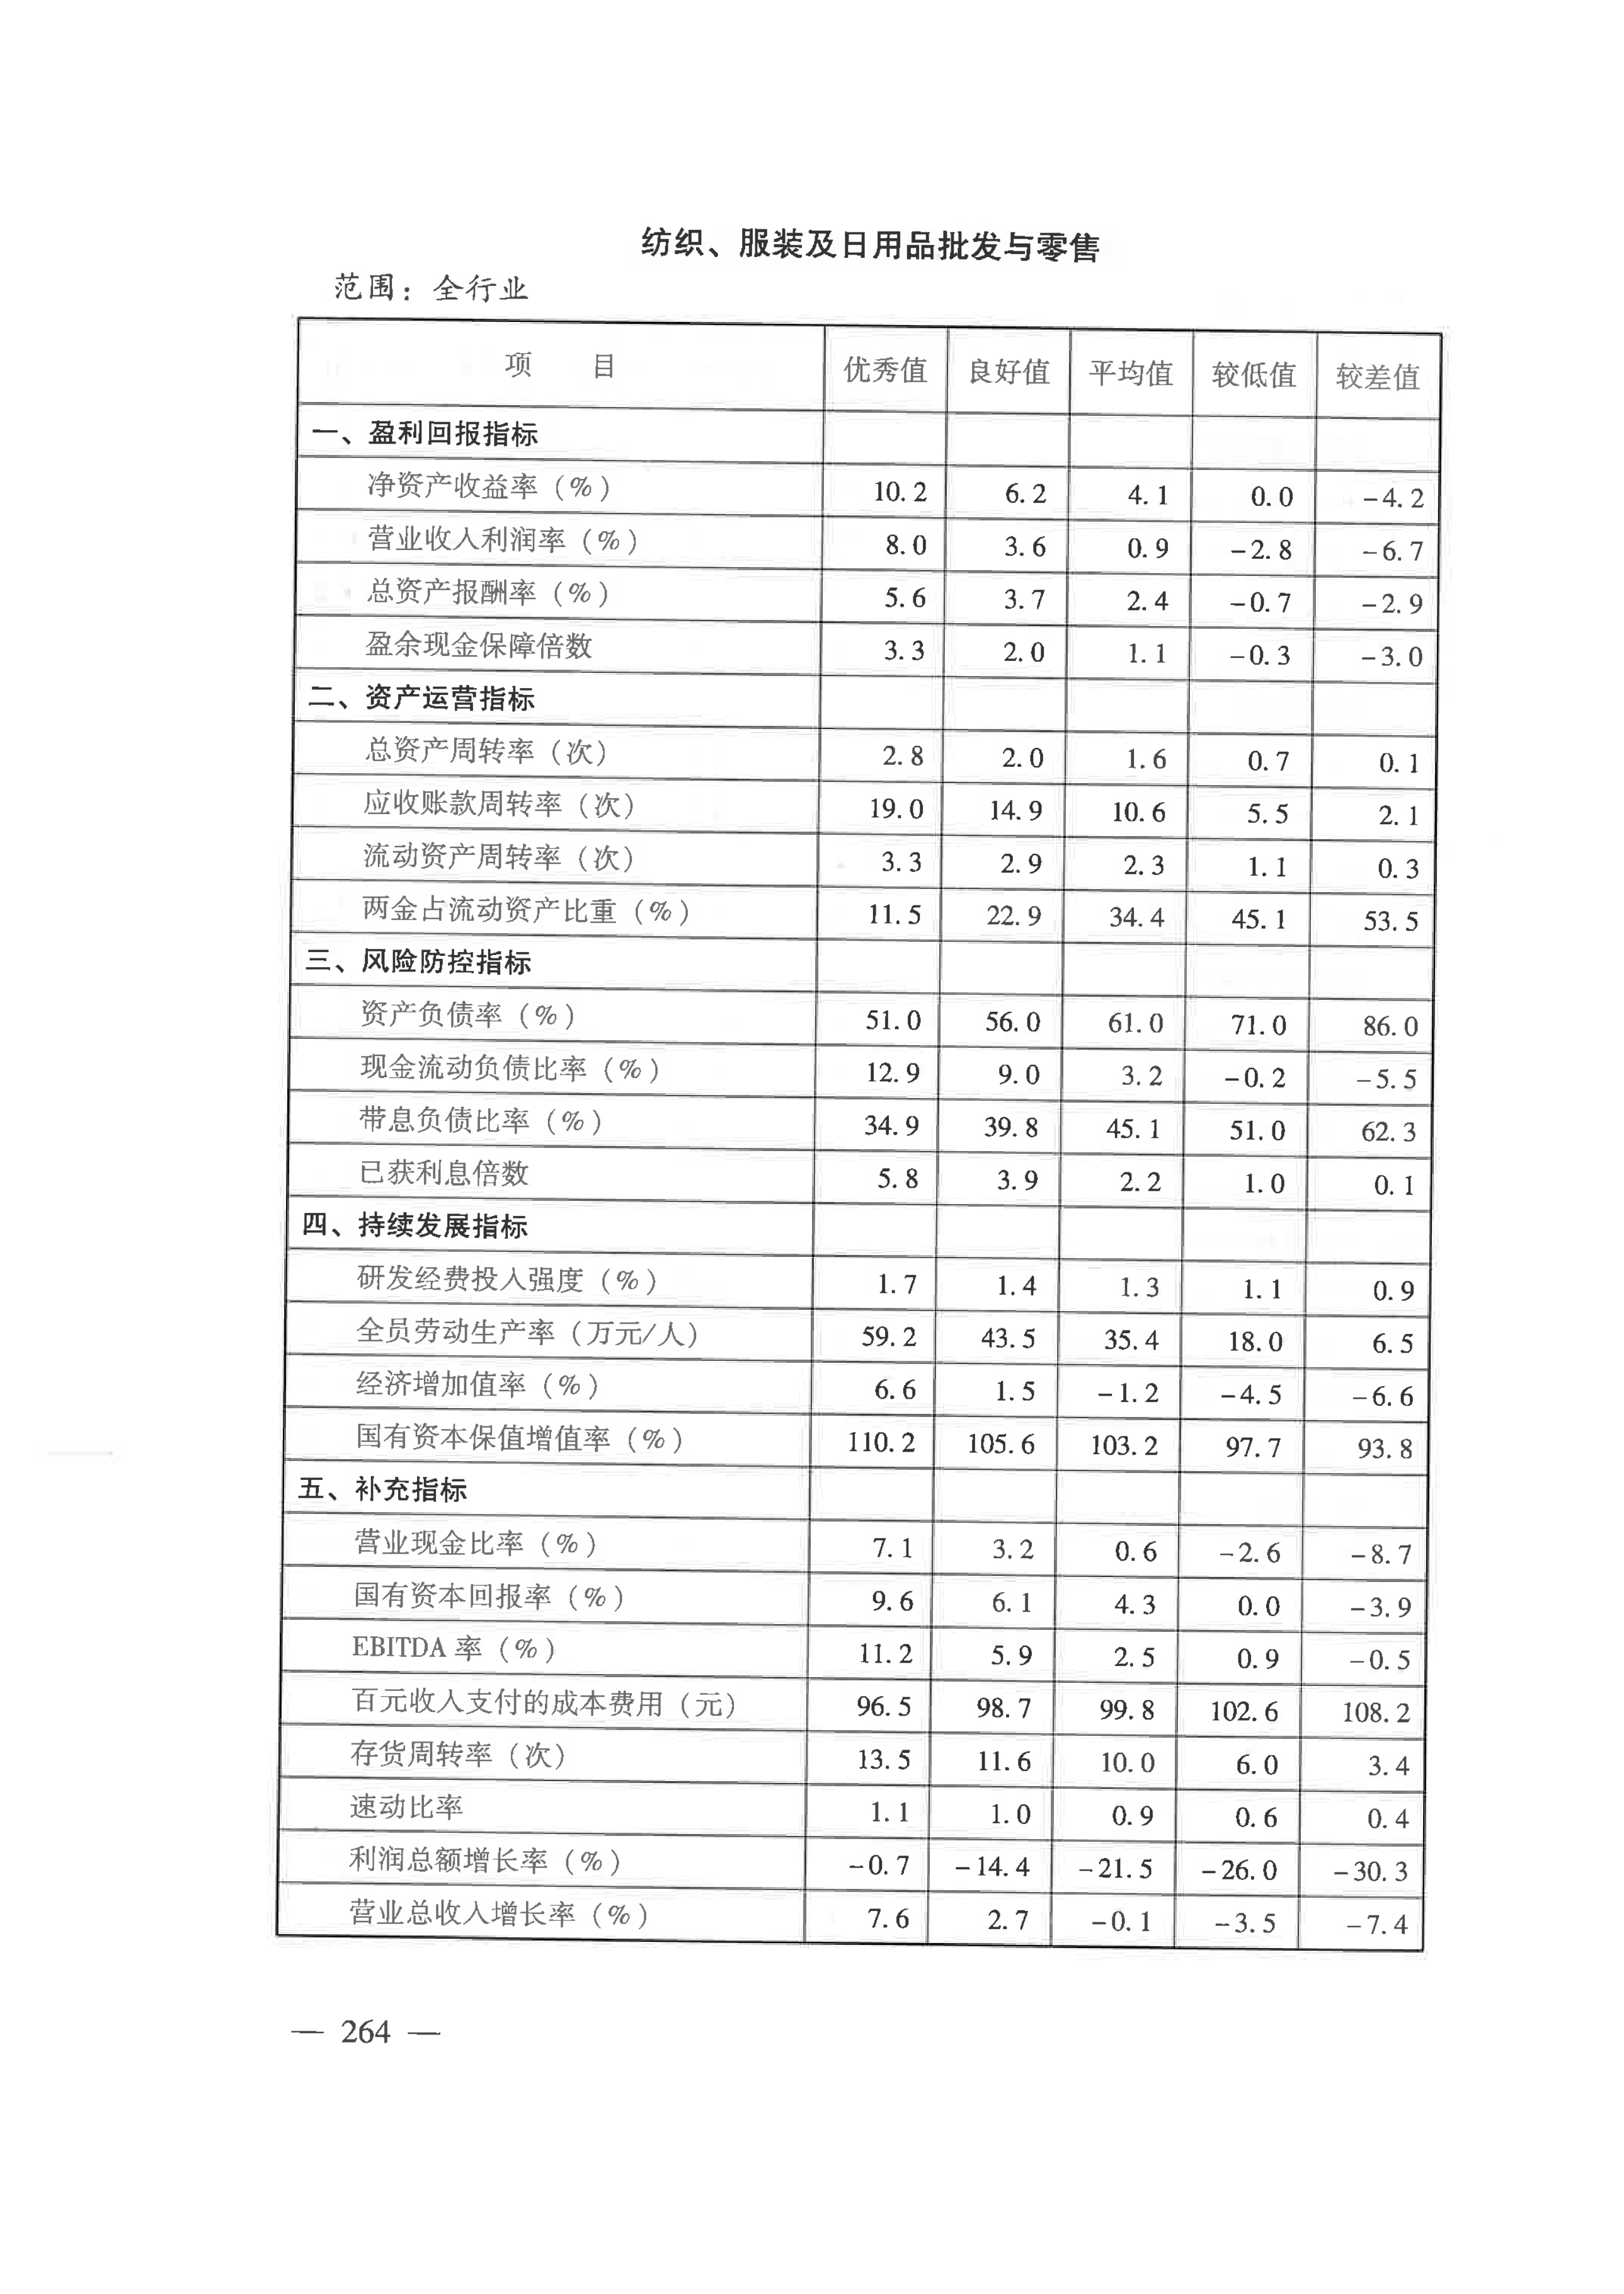 纺织、服装及日用品批发与零售
范围：全行业
项 目 优秀值 良好值 平均值 较低值 较差值
一、盈利回报指标
净资产收益率（%） 10.2 6.2 4.1 0.0 -4.2
营业收入利润率（%） 8.0 3.6 0.9 -2.8 -6.7
总资产报酬率（%） 5.6 3.7 2.4 -0.7 -2.9
盈余现金保障倍数 3.3 2.0 1.1 -0.3 -3.0
二、资产运营指标
总资产周转率（次） 2.8 2.0 1.6 0.7 0.1
应收账款周转率（次） 19.0 14.9 10.6 5.5 2.1
流动资产周转率（次） 3.3 2.9 2.3 1.1 0.3
两金占流动资产比重（%） 11.5 22.9 34.4 45.1 53.5
三、风险防控指标
资产负债率（%） 51.0 56.0 61.0 71.0 86.0
现金流动负债比率（%） 12.9 9.0 3.2 -0.2 -5.5
带息负债比率（%） 34.9 39.8 45.1 51.0 62.3
已获利息倍数 5.8 3.9 2.2 1.0 0.1
四、持续发展指标
研发经费投入强度（%） 1.7 1.4 1.3 1.1 0.9
全员劳动生产率（万元/人） 59.2 43.5 35.4 18.0 6.5
经济增加值率（%） 6.6 1.5 -1.2 -4.5 -6.6
国有资本保值增值率（%） 110.2 105.6 103.2 97.7 93.8
五、补充指标
营业现金比率（%） 7.1 3.2 0.6 -2.6 -8.7
国有资本回报率（%） 9.6 6.1 4.3 0.0 -3.9
EBITDA 率（%） 11.2 5.9 2.5 0.9 -0.5
百元收入支付的成本费用（元） 96.5 98.7 99.8 102.6 108.2
存货周转率（次） 13.5 11.6 10.0 6.0 3.4
速动比率 1.1 1.0 0.9 0.6 0.4
利润总额增长率（%） -0.7 -14.4 -21.5 -26.0 -30.3
营业总收入增长率（%） 7.6 2.7 -0.1 -3.5 -7.4
— 264 —